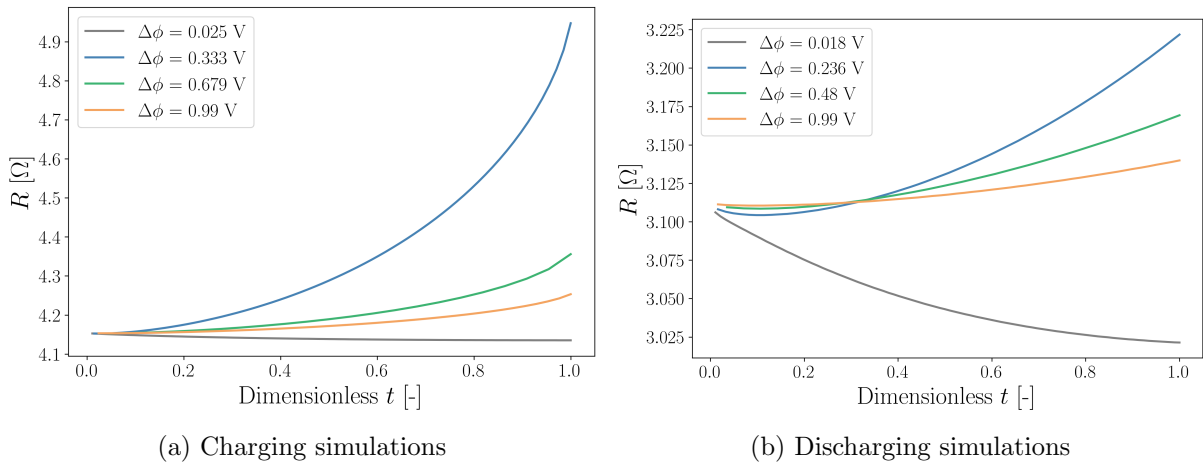 Δϕ = 0.025 V
Δϕ = 0.333 V
Δϕ = 0.679 V
Δϕ = 0.99 V
4.9
4.8
4.7
4.6
4.5
4.4
4.3
4.2
4.1
R [Ω]
0.0 0.2 0.4 0.6 0.8 1.0
Dimensionless t [-]
(a) Charging simulations
Δϕ = 0.018 V
Δϕ = 0.236 V
Δϕ = 0.48 V
Δϕ = 0.99 V
3.225
3.200
3.175
3.150
3.125
3.100
3.075
3.050
3.025
R [Ω]
0.0 0.2 0.4 0.6 0.8 1.0
Dimensionless t [-]
(b) Discharging simulations